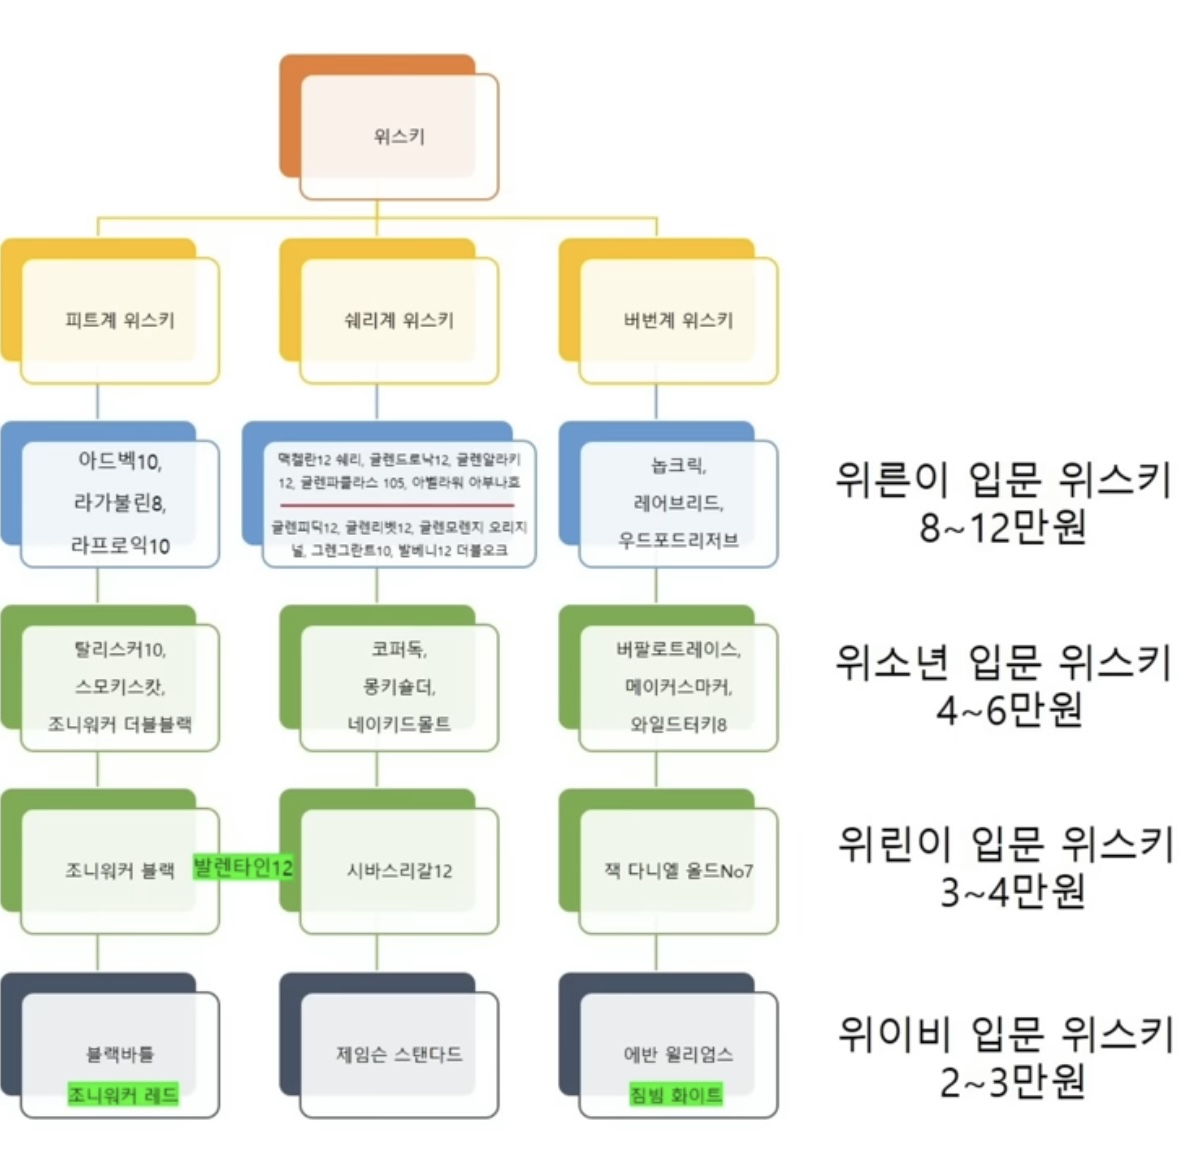 위스키
피트계 위스키
쉐리계 위스키
버번계 위스키
아드벡10,
라가불린8,
라프로익10
맥켈란12 쉐리, 글렌드로낙12, 글렌알라키
12, 글렌파클라스 105, 아벨라워 아부나흐
글렌피딕12, 글렌리벳12, 글렌모렌지 오리지
널, 그렌그란트10, 발베니12 더블오크
놉크릭,
레어브리드,
우드포드리저브
위른이 입문 위스키
8~12만원
탈리스커10,
스모키스캇,
조니워커 더블블랙
코퍼독,
몽키숄더,
네이키드몰트
버팔로트레이스,
메이커스마커,
와일드터키8
위소년 입문 위스키
4~6만원
조니워커 블랙
발렌타인12
시바스리갈12
잭 다니엘 올드No7
위린이 입문 위스키
3~4만원
블랙바틀
조니워커 레드
제임슨 스탠다드
에반 윌리엄스
짐빔 화이트
위이비 입문 위스키
2~3만원